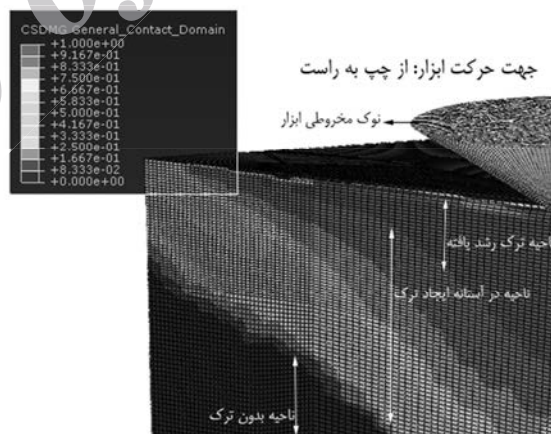 CSDMG General_Contact_Domain
+1.000e+00
+9.167e-01
+8.333e-01
+7.500e-01
+6.667e-01
+5.833e-01
+5.000e-01
+4.167e-01
+3.333e-01
+2.500e-01
+1.667e-01
+8.333e-02
+0.000e+00
جهت حرکت ابزار: از چپ به راست
نوک مخروطی ابزار
ناحیه ترک رشد یافته
ناحیه در آستانه ایجاد ترک
ناحیه بدون ترک